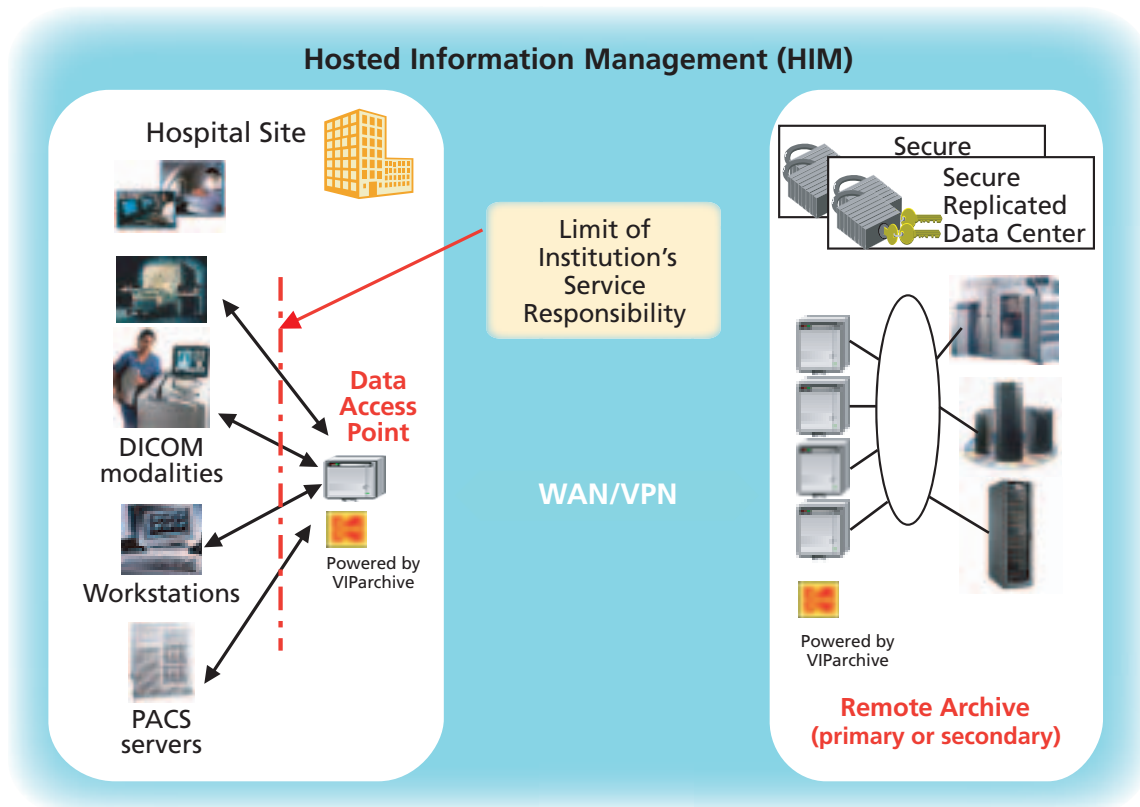 Hosted Information Management (HIM)
Hospital Site
DICOM
modalities
Workstations
PACS
servers
Data
Access
Point
Powered by
VIParchive
Limit of
Institution’s
Service
Responsibility
WAN/VPN
Secure
Secure
Replicated
Data Center
Powered by
VIParchive
Remote Archive
(primary or secondary)